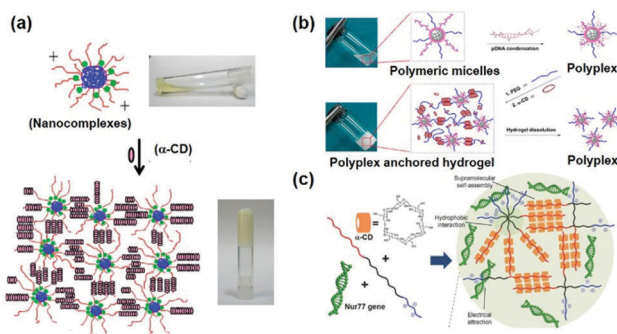 (a)
+
+
(Nanocomplexes)
(α-CD)
(b)
pDNA condensation
Polymeric micelles
Polyplex
1. PEG
2. α-CD
Hydrogel dissolution
Polyplex anchored hydrogel
Polyplex
(c)
Supramolecular
self-assembly
Hydrophobic
interaction
α-CD
=
+
+
Nur77 gene
Electrical
attraction